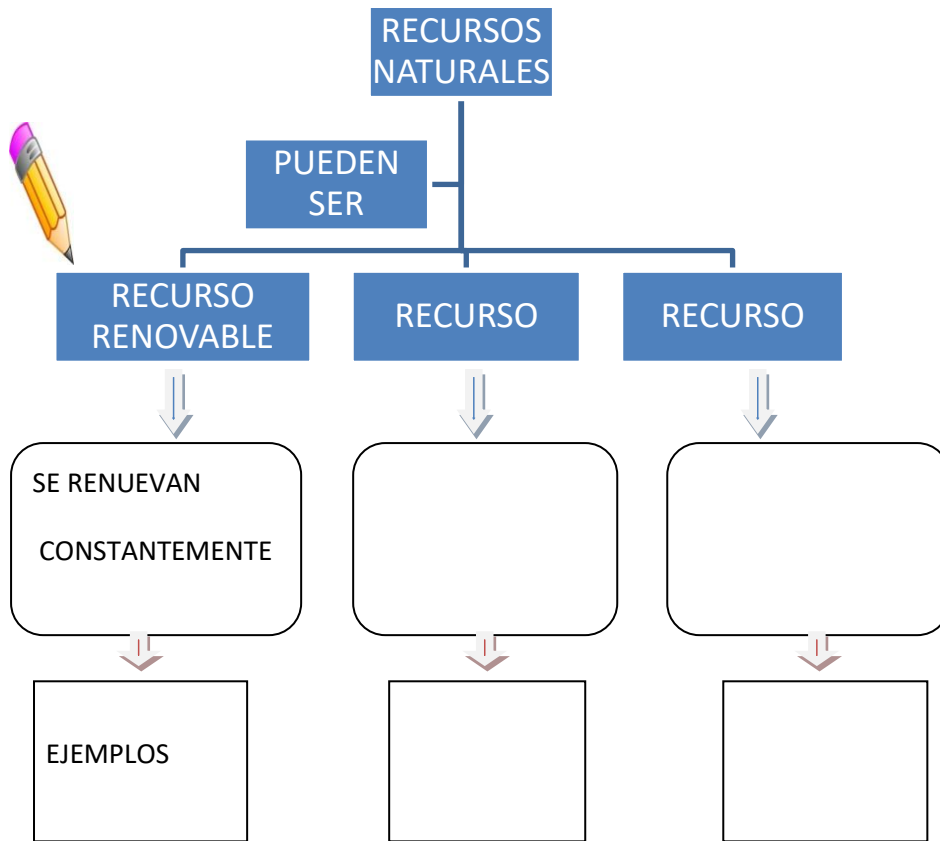 RECURSOS
NATURALES
PUEDEN
SER
RECURSO
RENOVABLE
RECURSO
RECURSO
SE RENUEVAN
CONSTANTEMENTE
EJEMPLOS